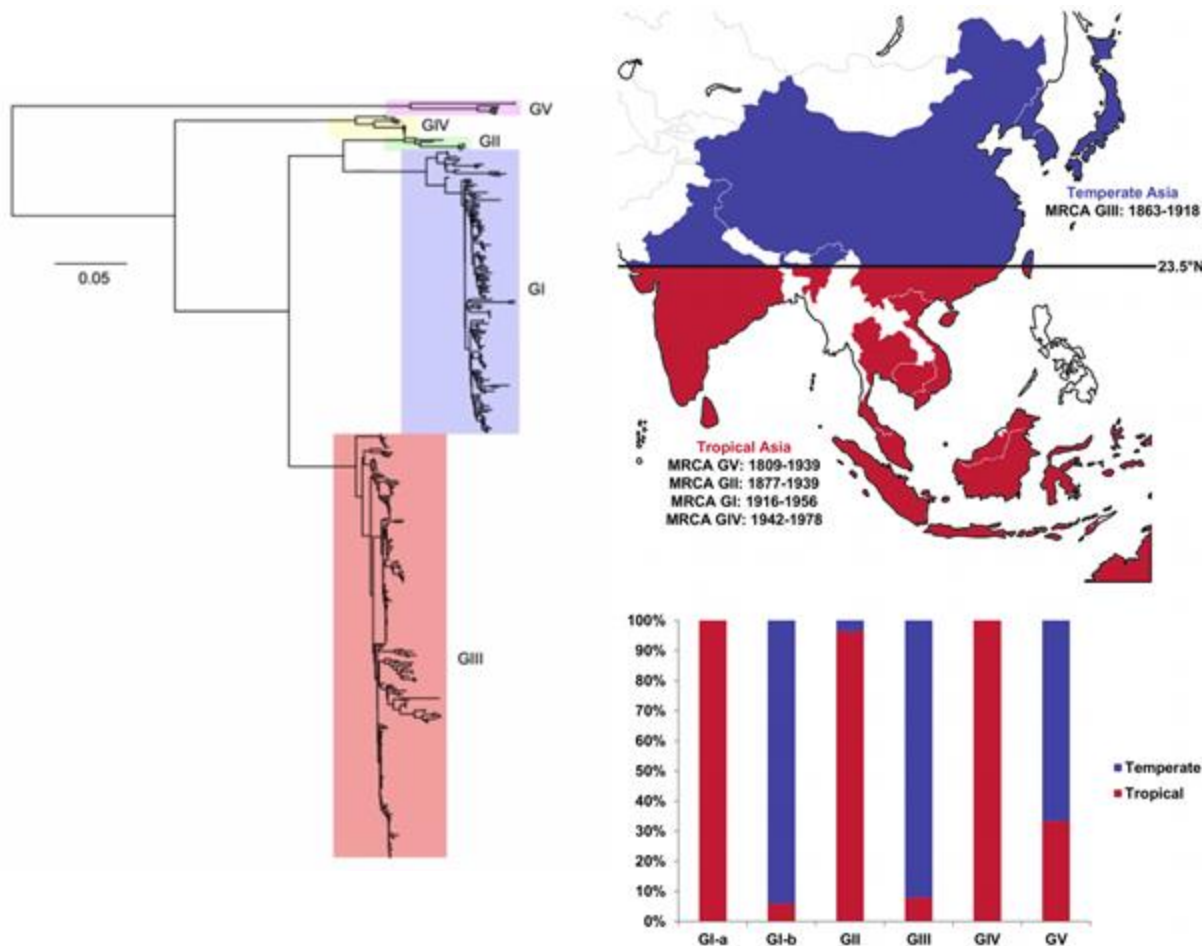 GV
GIV
GII
0.05
GI
GIII
Temperate Asia
MRCA GIII: 1863-1918
23.5°N
Tropical Asia
MRCA GV: 1809-1939
MRCA GII: 1877-1939
MRCA GI: 1916-1956
MRCA GIV: 1942-1978
100%
90%
80%
70%
60%
50%
40%
30%
20%
10%
0%
Temperate
Tropical
GI-a GI-b GII GIII GIV GV